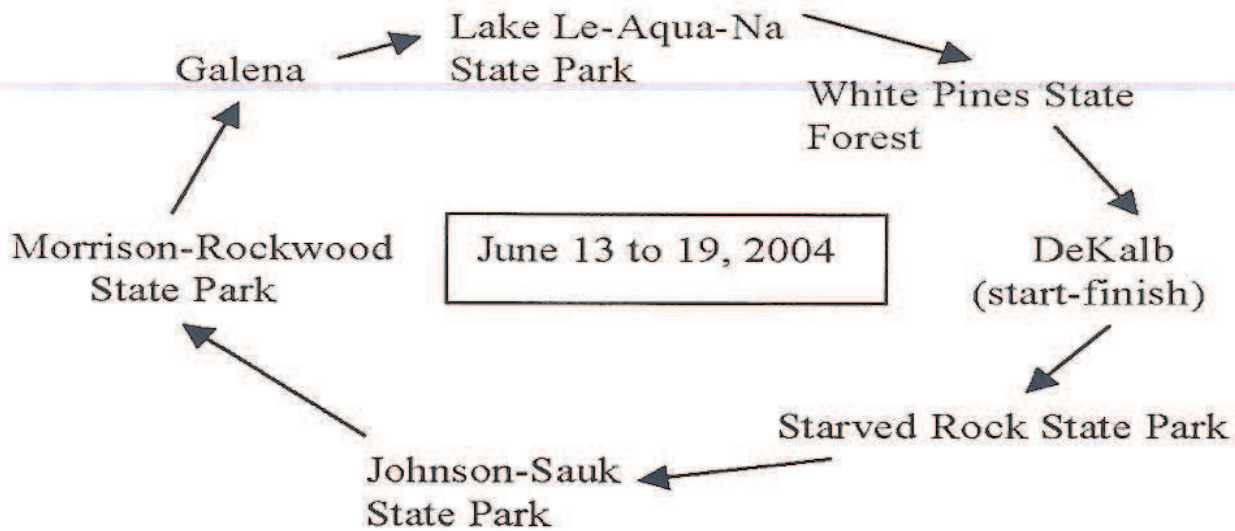 Lake Le-Aqua-Na
State Park
Galena
White Pines State
Forest
Morrison-Rockwood
State Park
June 13 to 19, 2004
DeKalb
(start-finish)
Starved Rock State Park
Johnson-Sauk
State Park